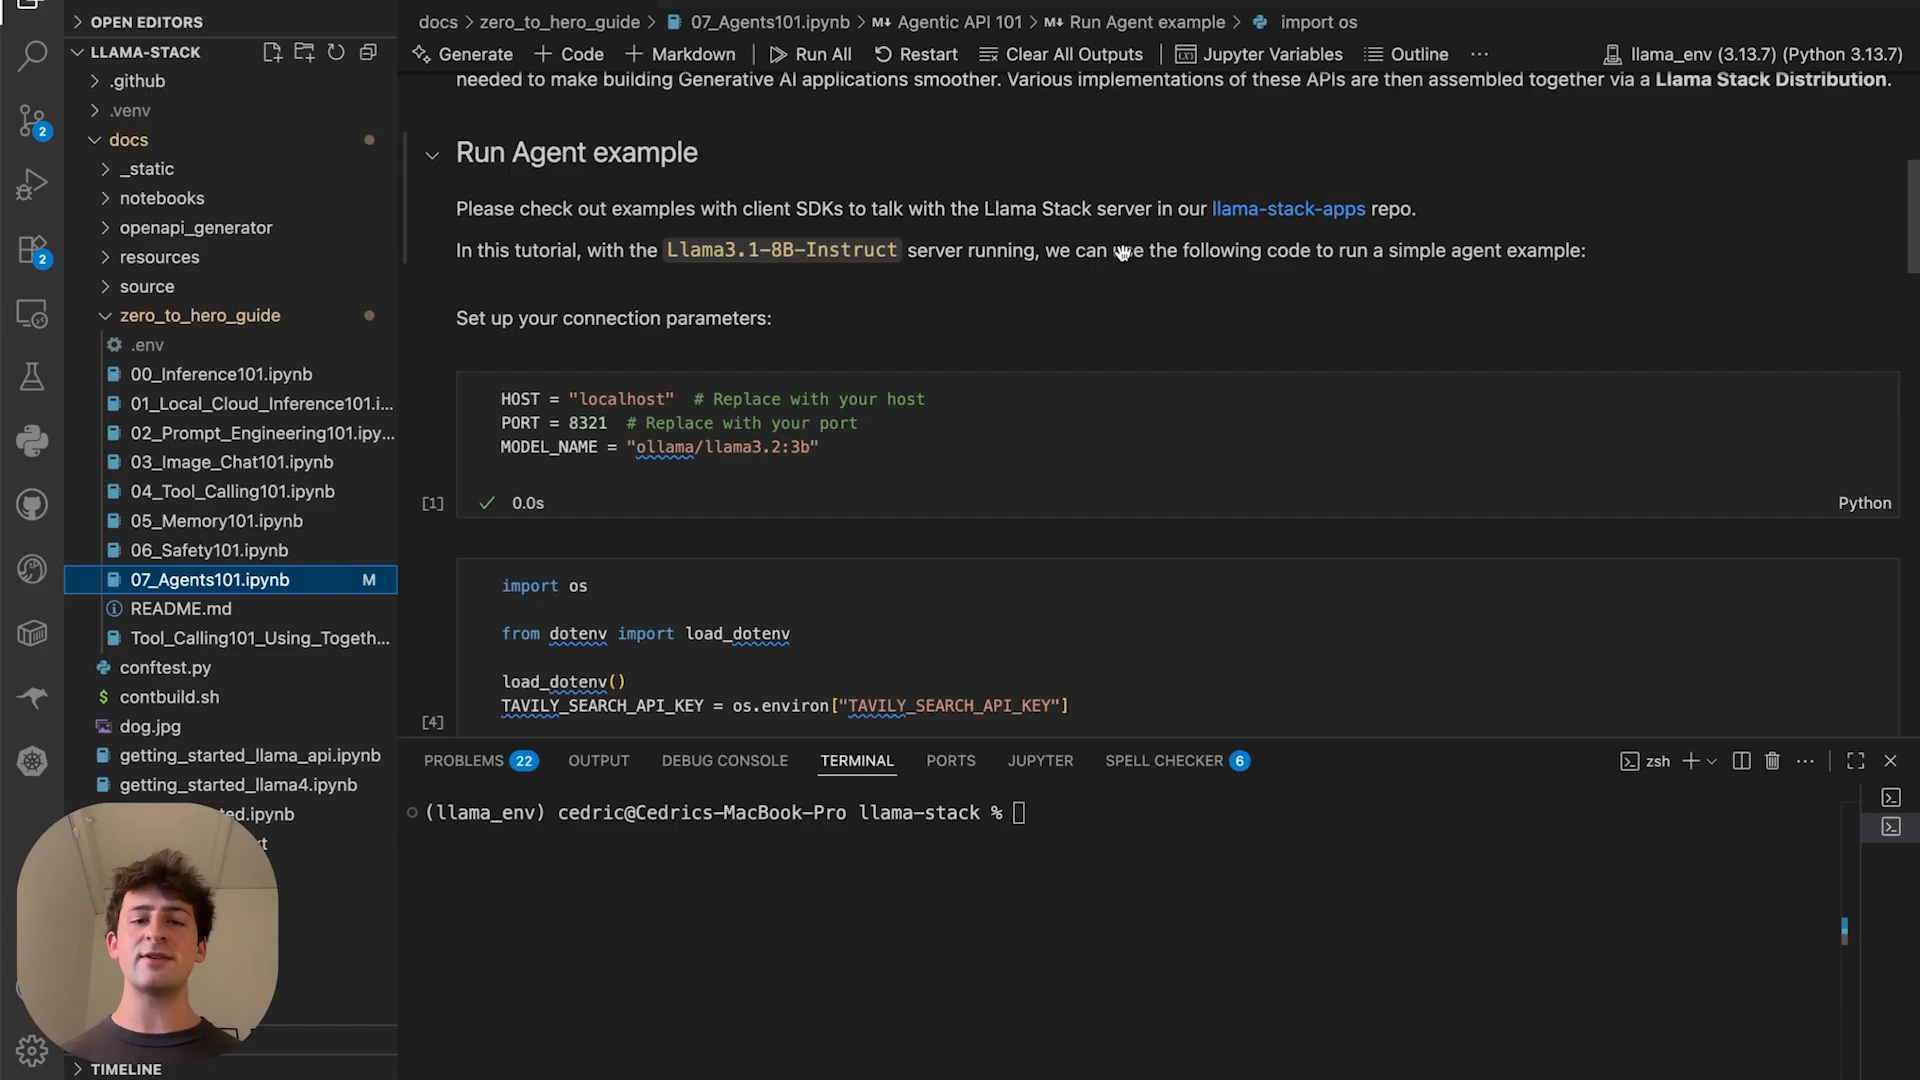 OPEN EDITORS
LLAMA-STACK
.github
.venv
docs
_static
notebooks
openapi_generator
resources
source
zero_to_hero_guide
.env
00_Inference101.ipynb
01_Local_Cloud_Inference101.i...
02_Prompt_Engineering101.ipy...
03_Image_Chat101.ipynb
04_Tool_Calling101.ipynb
05_Memory101.ipynb
06_Safety101.ipynb
07_Agents101.ipynb M
README.md
Tool_Calling101_Using_Togeth...
conftest.py
contbuild.sh
dog.jpg
getting_started_llama_api.ipynb
getting_started_llama4.ipynb
ed.ipynb
xt
TIMELINE
2
2
docs > zero_to_hero_guide > 07_Agents101.ipynb > M↓ Agentic API 101 > M↓ Run Agent example > import os
Generate + Code + Markdown | Run All Restart Clear All Outputs | Jupyter Variables Outline ... llama_env (3.13.7) (Python 3.13.7)
needed to make building Generative AI applications smoother. Various implementations of these APIs are then assembled together via a Llama Stack Distribution.
Run Agent example
Please check out examples with client SDKs to talk with the Llama Stack server in our llama-stack-apps repo.
In this tutorial, with the Llama3.1-8B-Instruct server running, we can use the following code to run a simple agent example:
Set up your connection parameters:
HOST = "localhost" # Replace with your host
PORT = 8321 # Replace with your port
MODEL_NAME = "ollama/llama3.2:3b"
[1] ✓ 0.0s Python
import os
from dotenv import load_dotenv
load_dotenv()
TAVILY_SEARCH_API_KEY = os.environ["TAVILY_SEARCH_API_KEY"]
[4]
PROBLEMS 22 OUTPUT DEBUG CONSOLE TERMINAL PORTS JUPYTER SPELL CHECKER 6 zsh
(llama_env) cedric@Cedrics-MacBook-Pro llama-stack %